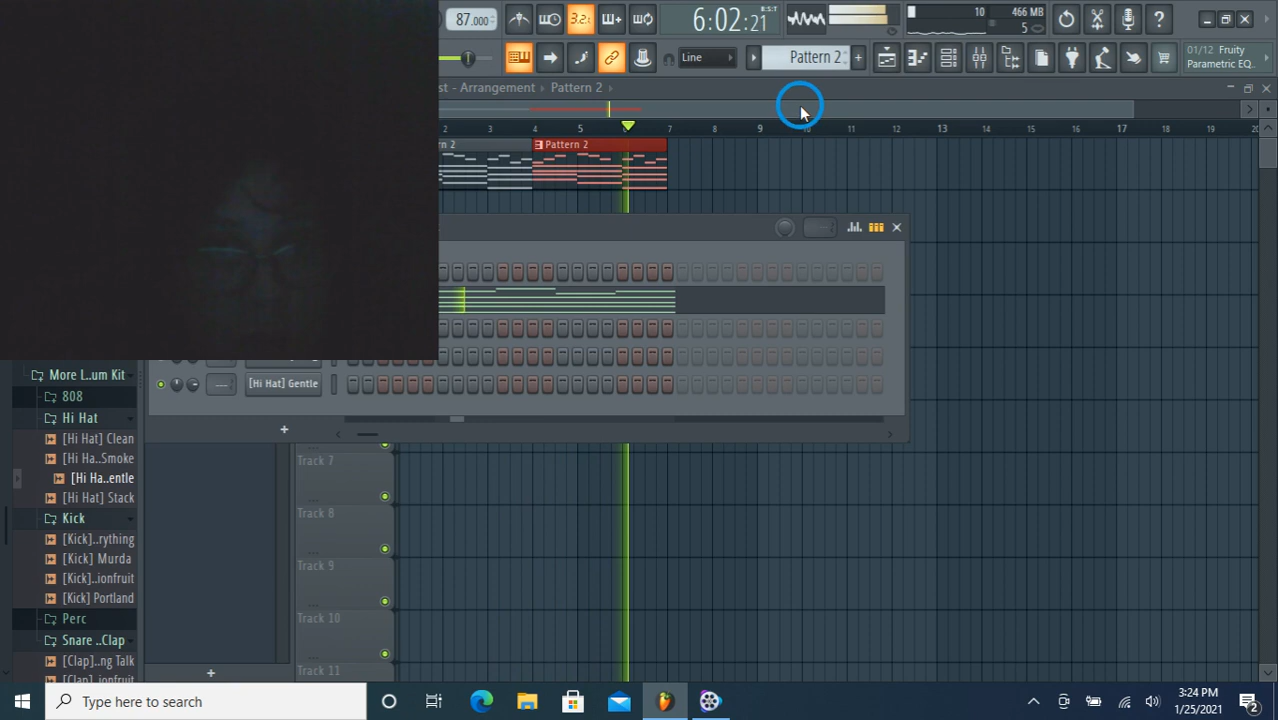 87.000
3.2:
6:02:21
B:S:T
10
466 MB
5
Line
Pattern 2
01/12 Fruity
Parametric EQ..
st - Arrangement › Pattern 2 ›
2 3 4 5 6 7 8 9 10 11 12 13 14 15 16 17 18 19 20
rn 2
Pattern 2
[Hi Hat] Gentle
More L...um Kit
808
Hi Hat
[Hi Hat] Clean
[Hi Ha..Smoke
[Hi Ha..entle
[Hi Hat] Stack
Kick
[Kick]..rything
[Kick] Murda
[Kick]..ionfruit
[Kick] Portland
Perc
Snare ..Clap
[Clap]..ng Talk
[Clap]..ionfruit
Track 7
Track 8
Track 9
Track 10
Track 11
Type here to search
3:24 PM
1/25/2021
2